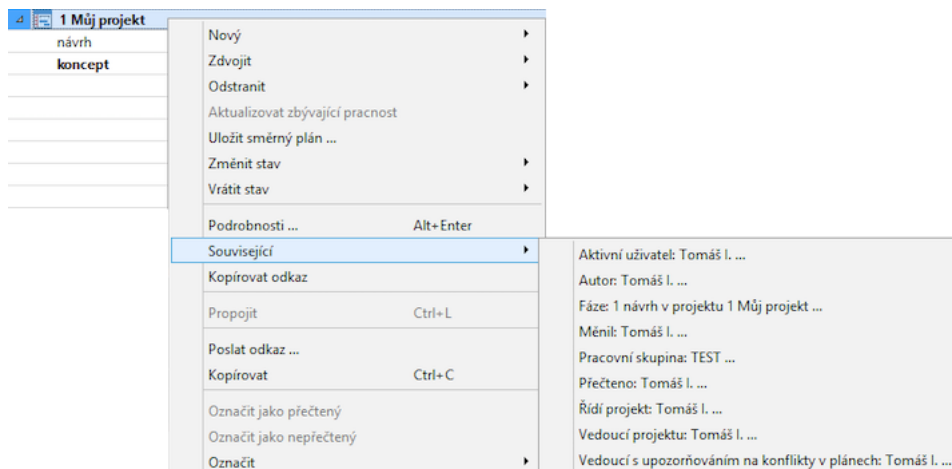 1 Můj projekt
návrh
koncept
Nový
Zdvojit
Odstranit
Aktualizovat zbývající pracnost
Uložit směrný plán ...
Změnit stav
Vrátit stav
Podrobnosti ... Alt+Enter
Související
Kopírovat odkaz
Propojit Ctrl+L
Poslat odkaz ...
Kopírovat Ctrl+C
Označit jako přečtený
Označit jako nepřečtený
Označit
Aktivní uživatel: Tomáš I. ...
Autor: Tomáš I. ...
Fáze: 1 návrh v projektu 1 Můj projekt ...
Měnil: Tomáš I. ...
Pracovní skupina: TEST ...
Přečteno: Tomáš I. ...
Řídí projekt: Tomáš I. ...
Vedoucí projektu: Tomáš I. ...
Vedoucí s upozorňováním na konflikty v plánech: Tomáš I. ...